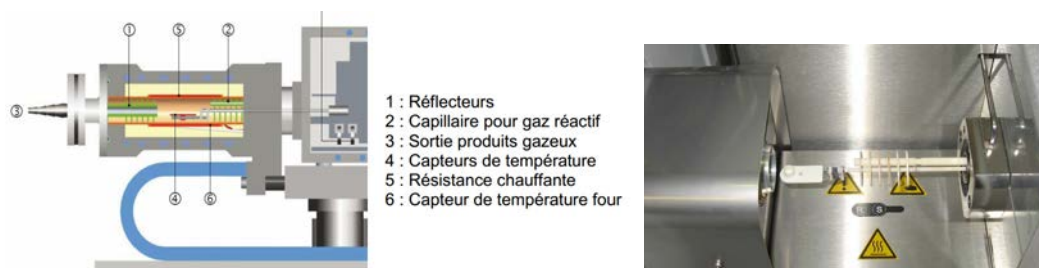 1
5
2
3
4
6
1 : Réflecteurs
2 : Capillaire pour gaz réactif
3 : Sortie produits gazeux
4 : Capteurs de température
5 : Résistance chauffante
6 : Capteur de température four